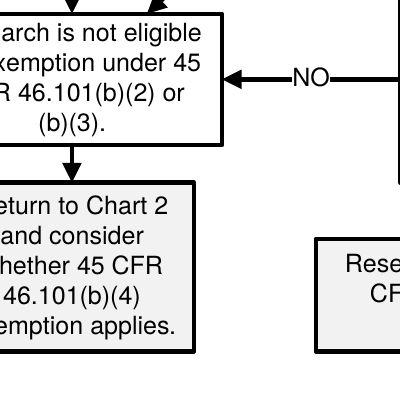 arch is not eligible
xemption under 45
R 46.101(b)(2) or
(b)(3).
NO
eturn to Chart 2
and consider
hether 45 CFR
46.101(b)(4)
emption applies.
Rese
CF